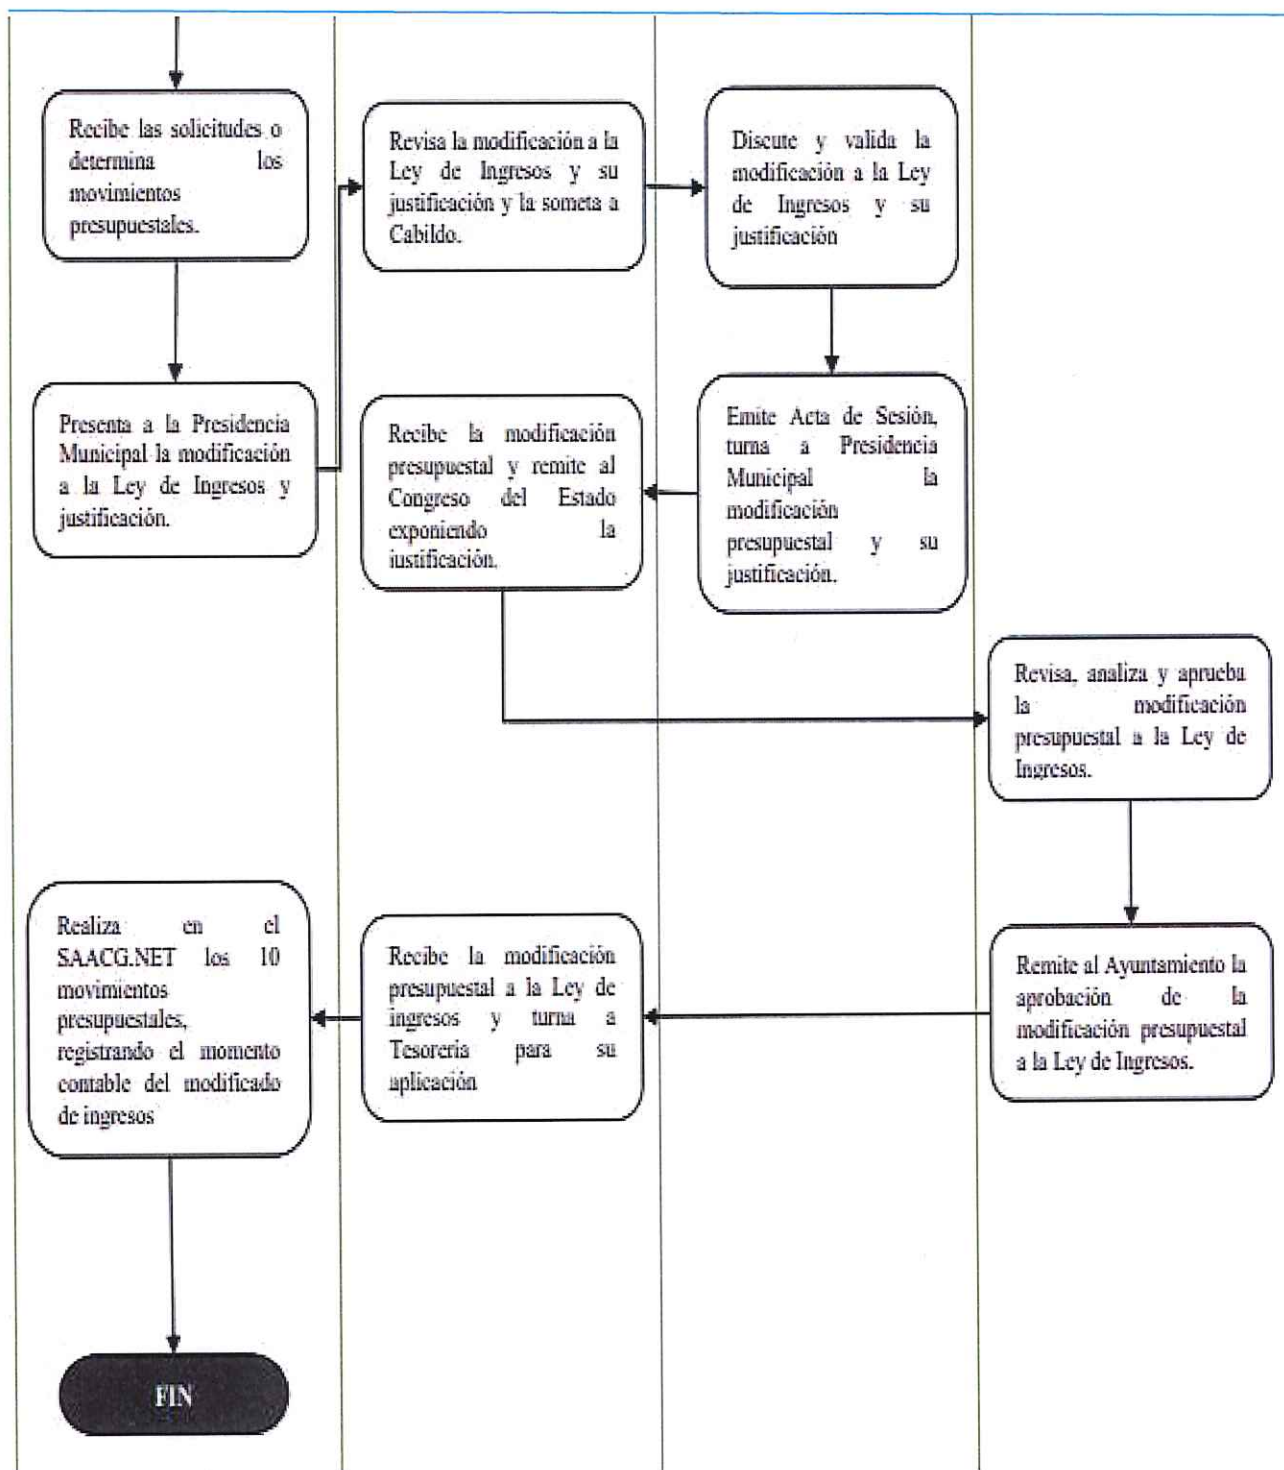 Recibe las solicitudes o
determina los
movimientos
presupuestales.
Presenta a la Presidencia
Municipal la modificación
a la Ley de Ingresos y
justificación.
Revisa la modificación a la
Ley de Ingresos y su
justificación y la someta a
Cabildo.
Discute y valida la
modificación a la Ley
de Ingresos y su
justificación
Emite Acta de Sesión,
turna a Presidencia
Municipal la
modificación
presupuestal y su
justificación.
Recibe la modificación
presupuestal y remite al
Congreso del Estado
exponiendo la
justificación.
Revisa, analiza y aprueba
la modificación
presupuestal a la Ley de
Ingresos.
Remite al Ayuntamiento la
aprobación de la
modificación presupuestal
a la Ley de Ingresos.
Recibe la modificación
presupuestal a la Ley de
ingresos y turna a
Tesorería para su
aplicación
Realiza en el
SAACG.NET los 10
movimientos
presupuestales,
registrando el momento
contable del modificado
de ingresos
FIN